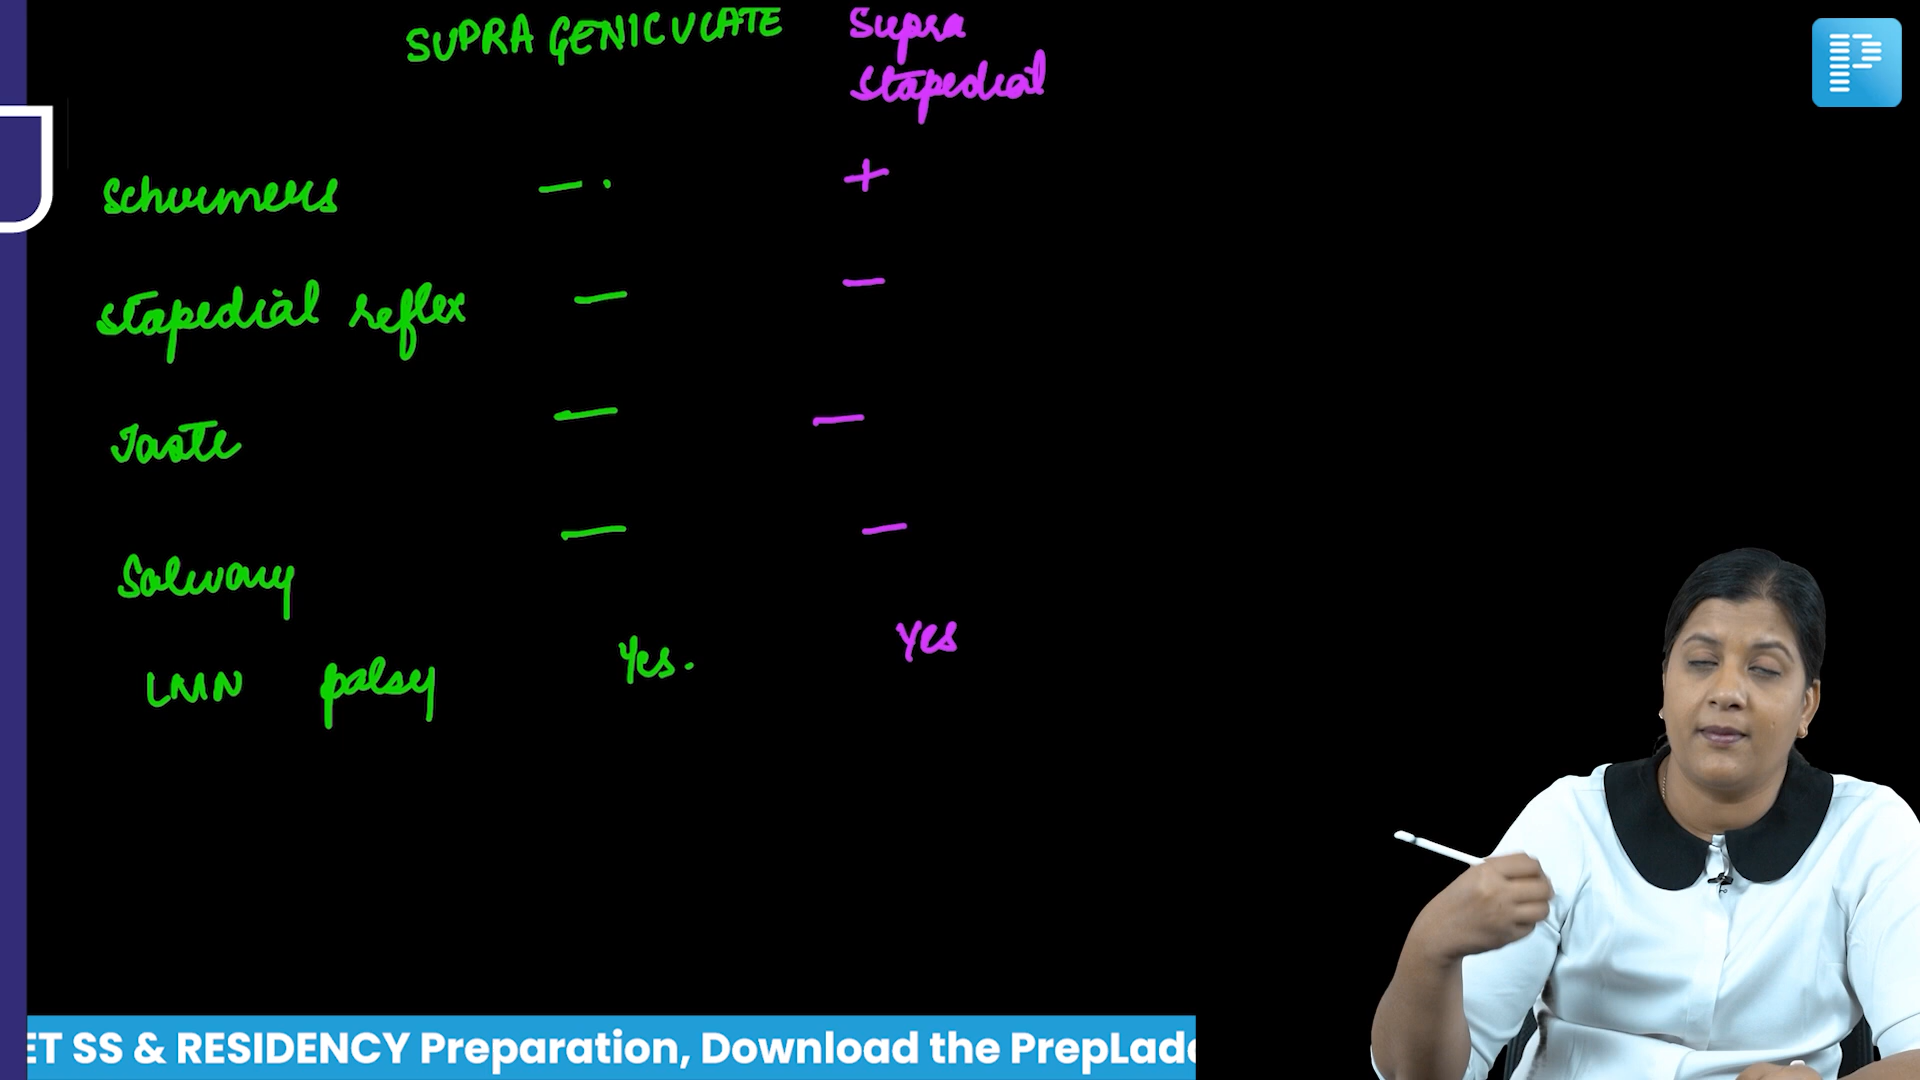 SUPRA GENICULATE Supra
stapedial
Schirmers — . +
stapedial reflex — —
Taste — —
Salivary — —
LMN palsy Yes. Yes
ET SS & RESIDENCY Preparation, Download the PrepLadd